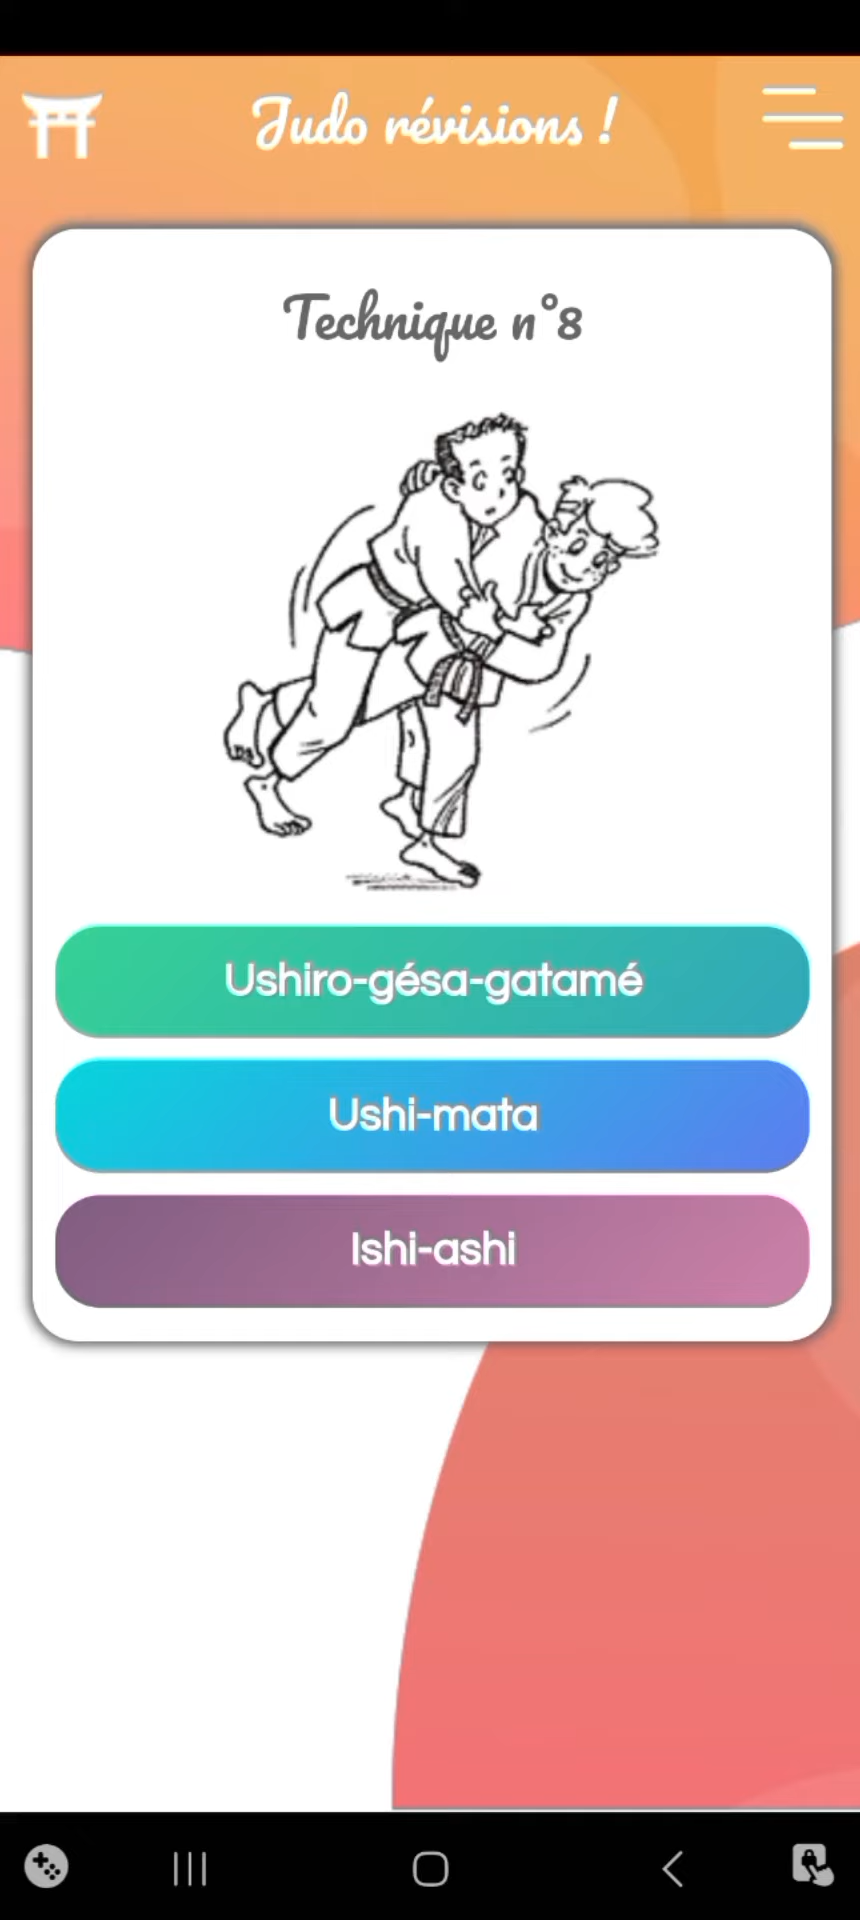 Judo révisions !
Technique n°8
Ushiro-gésa-gatamé
Ushi-mata
Ishi-ashi